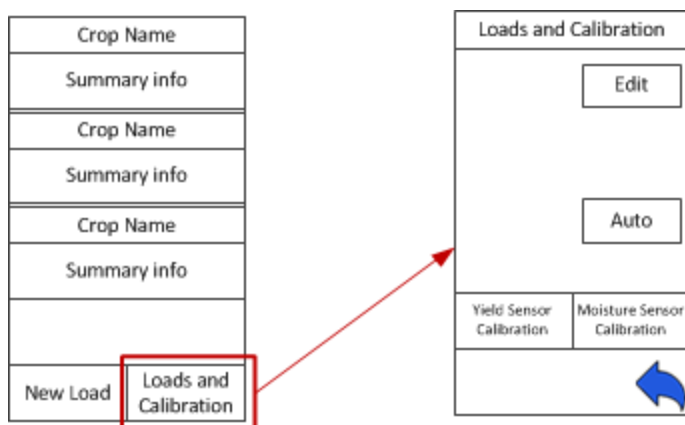 Crop Name
Summary info
Crop Name
Summary info
Crop Name
Summary info
New Load
Loads and
Calibration
Loads and Calibration
Edit
Auto
Yield Sensor
Calibration
Moisture Sensor
Calibration